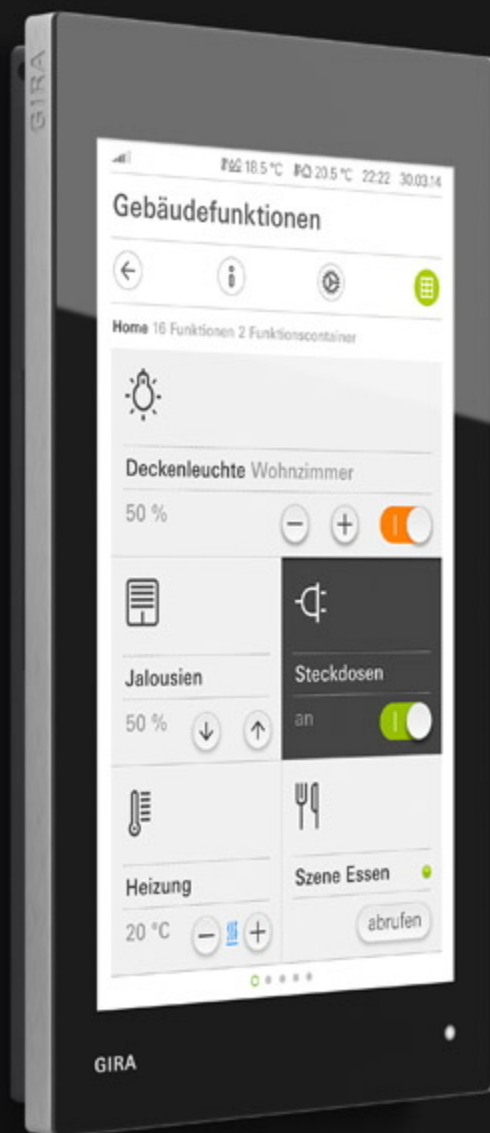 GIRA
18.5 °C 20.5 °C 22:22 30.03.14
Gebäudefunktionen
Home 16 Funktionen 2 Funktionscontainer
Deckenleuchte Wohnzimmer
50 %
Jalousien
50 %
Steckdosen
an
Heizung
20 °C
Szene Essen
abrufen
GIRA